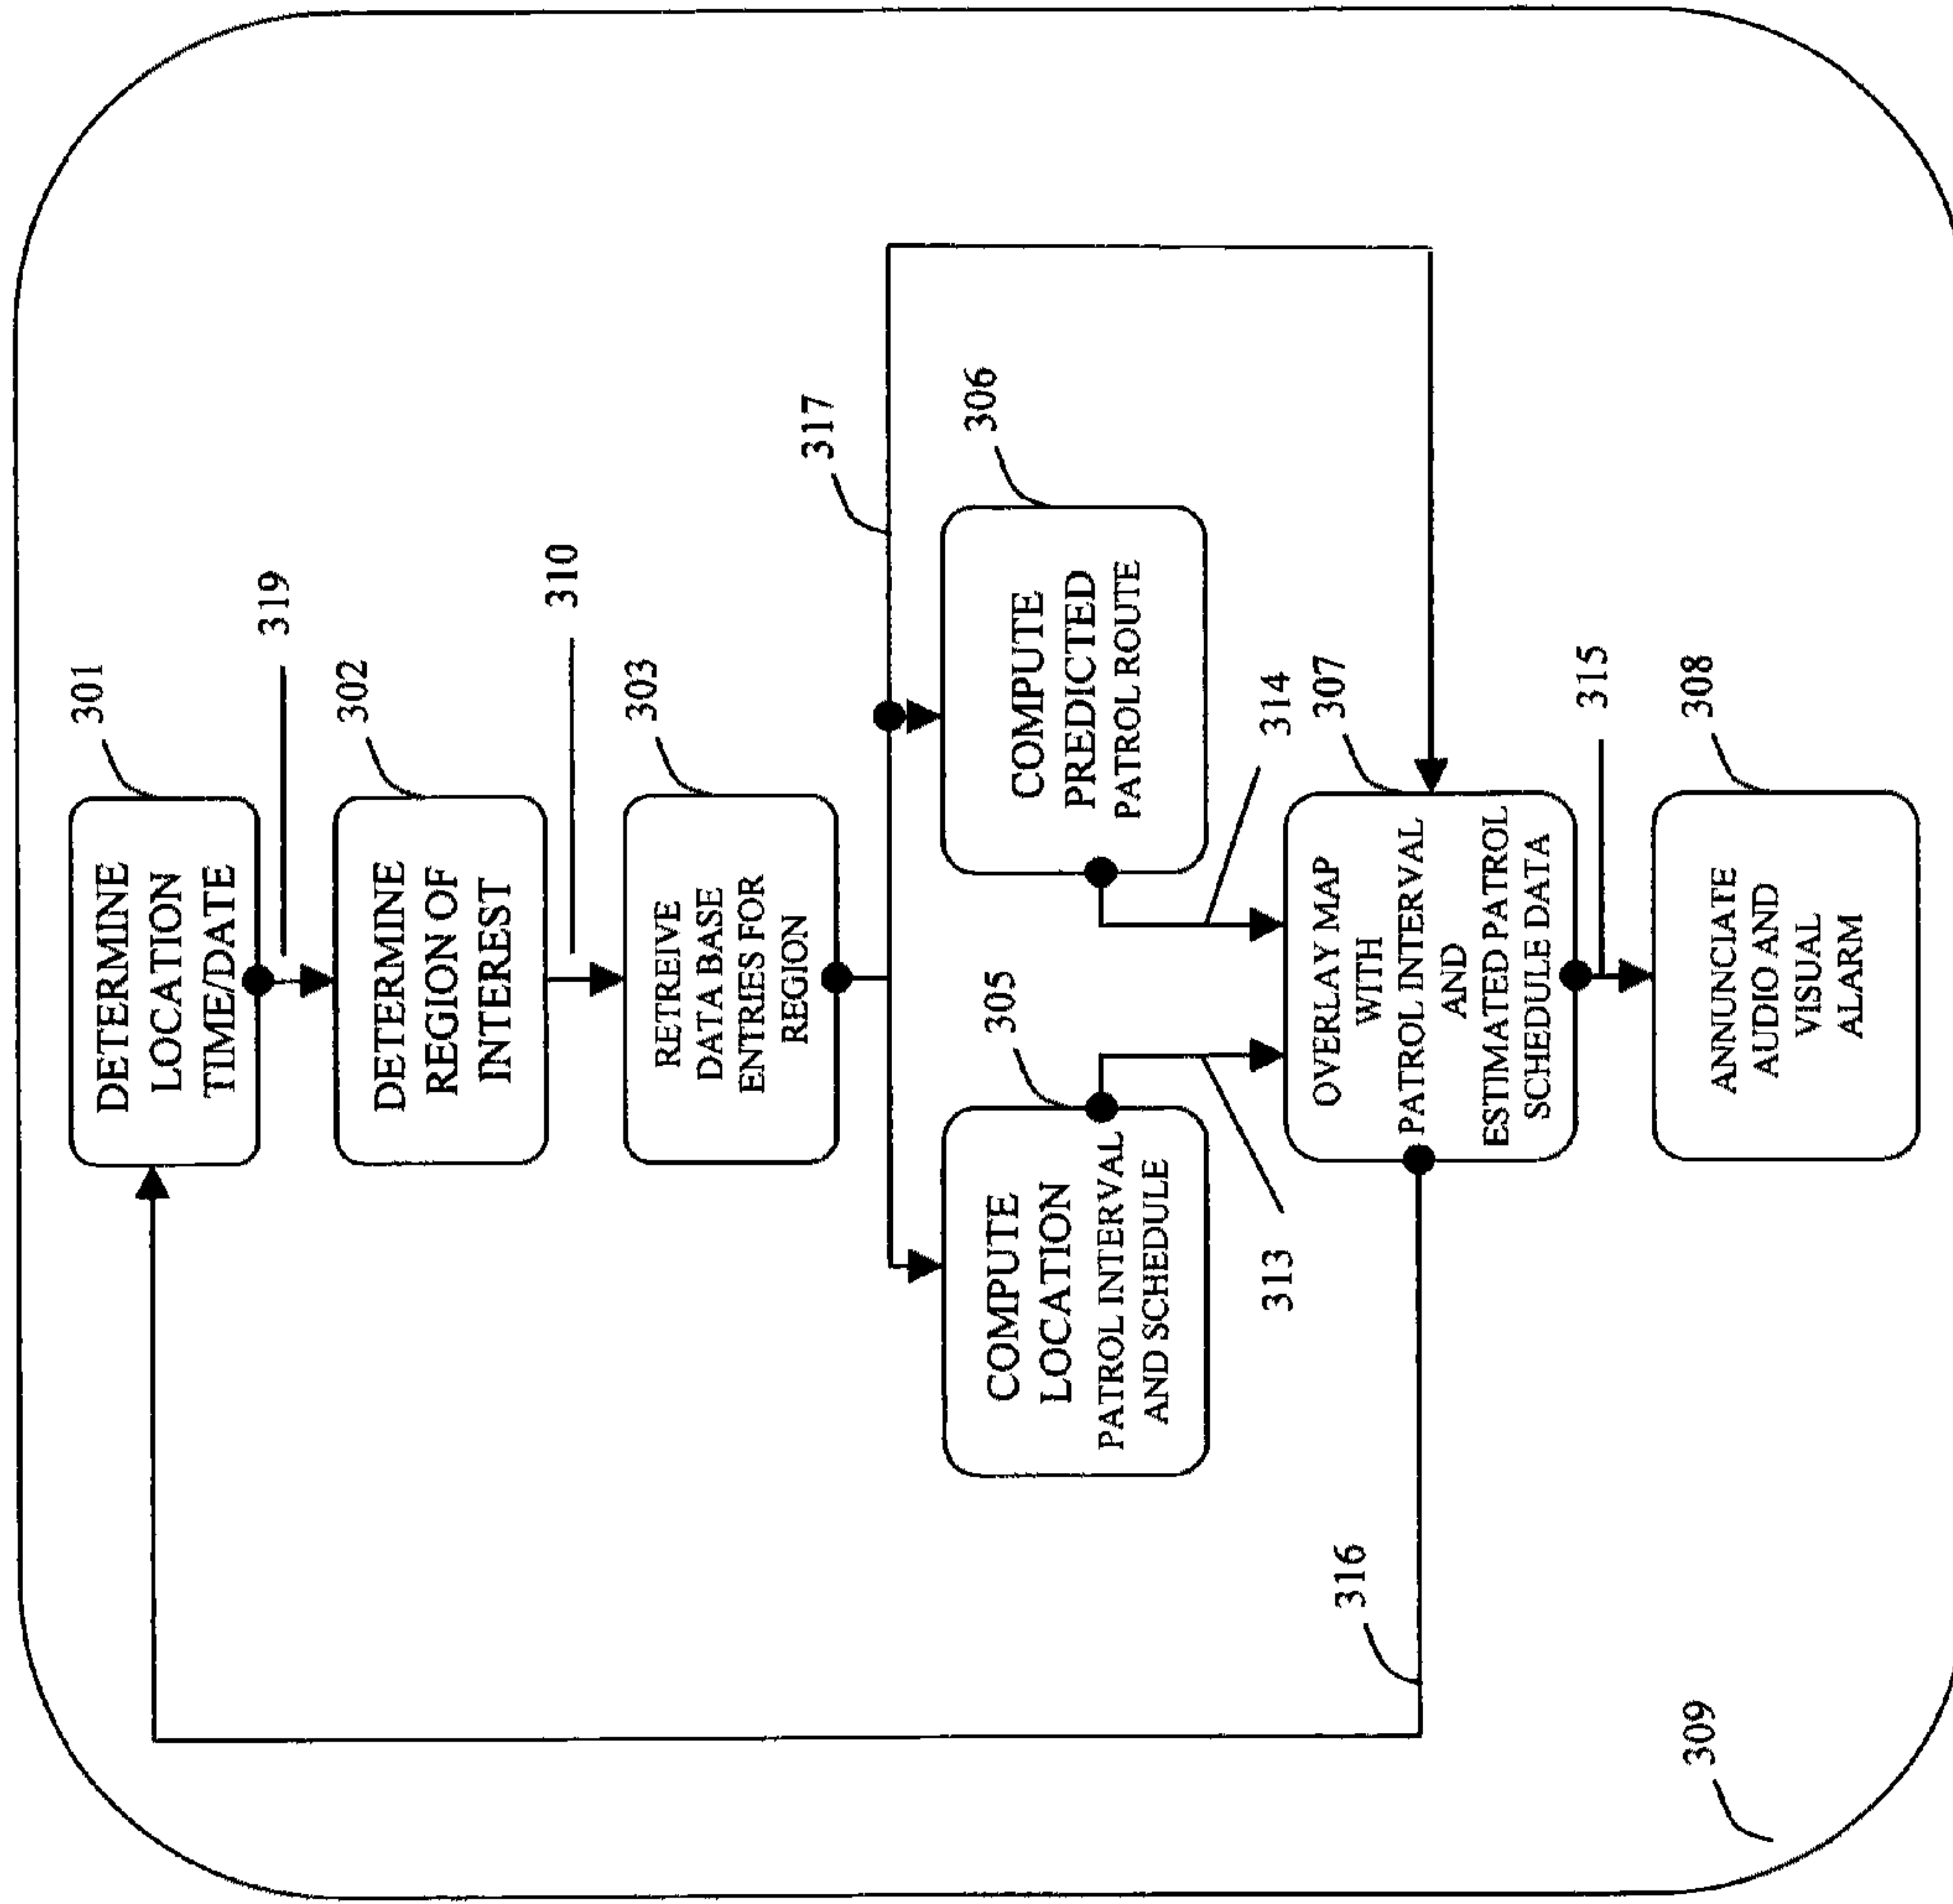 301
DETERMINE
LOCATION
TIME/DATE
319
302
DETERMINE
REGION OF
INTEREST
310
303
RETREIVE
DATA BASE
ENTRIES FOR
REGION
317
305
COMPUTE
LOCATION
PATROL INTERVAL
AND SCHEDULE
306
COMPUTE
PREDICTED
PATROL ROUTE
313
314
307
OVERLAY MAP
WITH
PATROL INTERVAL
AND
ESTIMATED PATROL
SCHEDULE DATA
316
315
308
ANNUNCIATE
AUDIO AND
VISUAL
ALARM
309